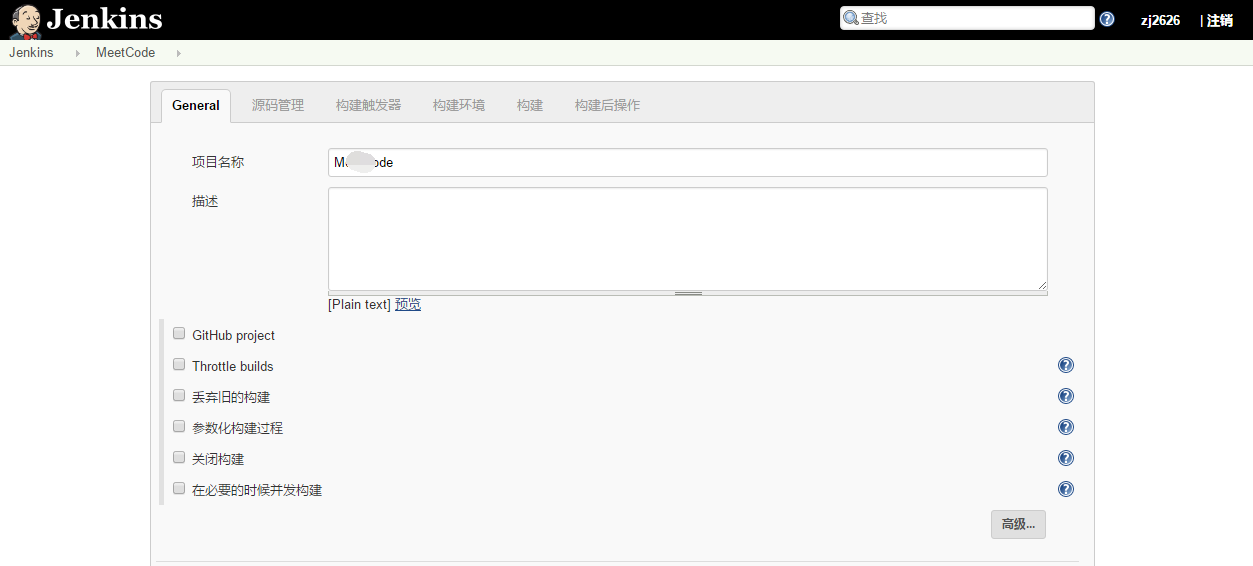 Jenkins
查找
zj2626 | 注销
Jenkins MeetCode
General 源码管理 构建触发器 构建环境 构建 构建后操作
项目名称
描述
[Plain text] 预览
GitHub project
Throttle builds
丢弃旧的构建
参数化构建过程
关闭构建
在必要的时候并发构建
高级...